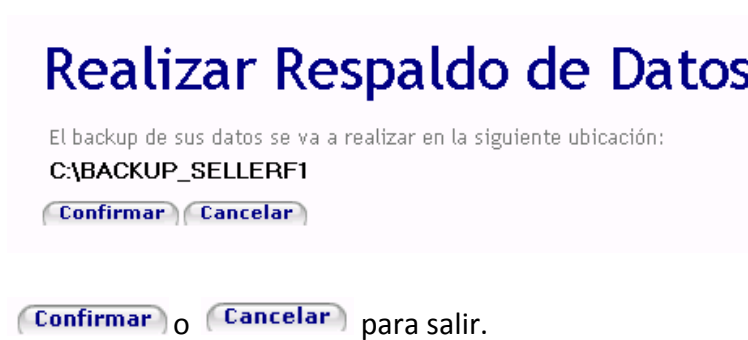 Realizar Respaldo de Datos
El backup de sus datos se va a realizar en la siguiente ubicación:
C:\BACKUP_SELLERF1
Confirmar Cancelar
Confirmar o Cancelar para salir.